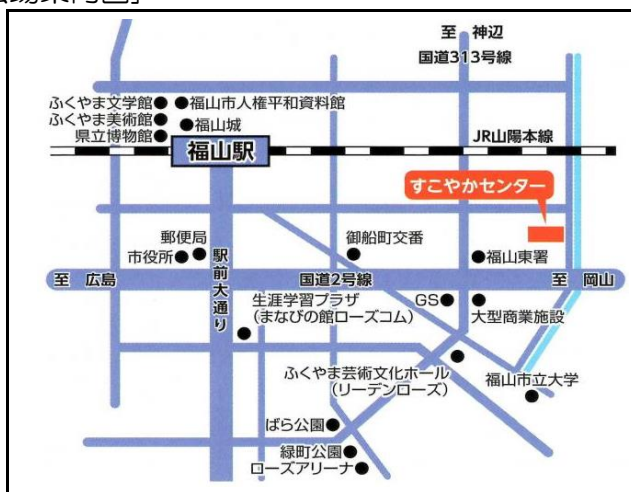 至　神辺
国道313号線
ふくやま文学館
福山市人権平和資料館
ふくやま美術館
福山城
県立博物館
福山駅
JR山陽本線
すこやかセンター
郵便局
市役所
駅前大通り
御船町交番
福山東署
至　広島
国道2号線
至　岡山
生涯学習プラザ
（まなびの館ローズコム）
GS
大型商業施設
ふくやま芸術文化ホール
（リーデンローズ）
福山市立大学
ばら公園
緑町公園
ローズアリーナ